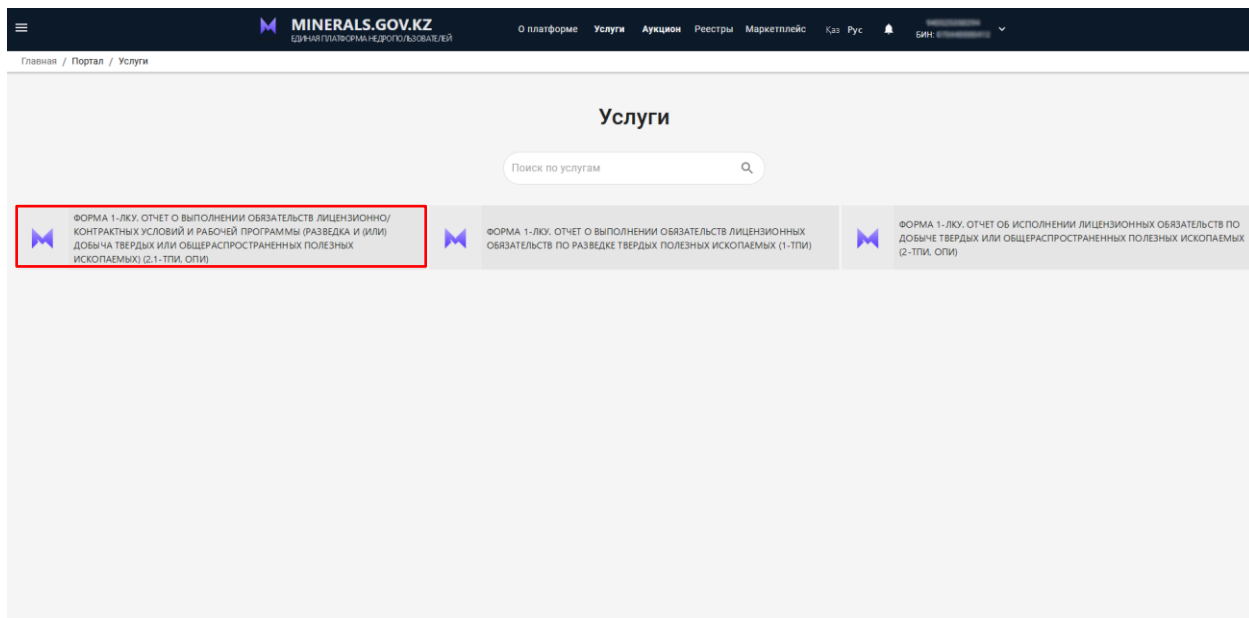 MINERALS.GOV.KZ
ЕДИНАЯ ПЛАТФОРМА НЕДРОПОЛЬЗОВАТЕЛЕЙ
О платформе Услуги Аукцион Реестры Маркетплейс Қаз Рус
БИН:
Главная / Портал / Услуги
Услуги
Поиск по услугам
ФОРМА 1-ЛКУ. ОТЧЕТ О ВЫПОЛНЕНИИ ОБЯЗАТЕЛЬСТВ ЛИЦЕНЗИОННО/
КОНТРАКТНЫХ УСЛОВИЙ И РАБОЧЕЙ ПРОГРАММЫ (РАЗВЕДКА И (ИЛИ)
ДОБЫЧА ТВЕРДЫХ ИЛИ ОБЩЕРАСПРОСТРАНЕННЫХ ПОЛЕЗНЫХ
ИСКОПАЕМЫХ) (2.1-ТПИ, ОПИ)
ФОРМА 1-ЛКУ. ОТЧЕТ О ВЫПОЛНЕНИИ ОБЯЗАТЕЛЬСТВ ЛИЦЕНЗИОННЫХ
ОБЯЗАТЕЛЬСТВ ПО РАЗВЕДКЕ ТВЕРДЫХ ПОЛЕЗНЫХ ИСКОПАЕМЫХ (1-ТПИ)
ФОРМА 1-ЛКУ. ОТЧЕТ ОБ ИСПОЛНЕНИИ ЛИЦЕНЗИОННЫХ ОБЯЗАТЕЛЬСТВ ПО
ДОБЫЧЕ ТВЕРДЫХ ИЛИ ОБЩЕРАСПРОСТРАНЕННЫХ ПОЛЕЗНЫХ ИСКОПАЕМЫХ
(2-ТПИ, ОПИ)